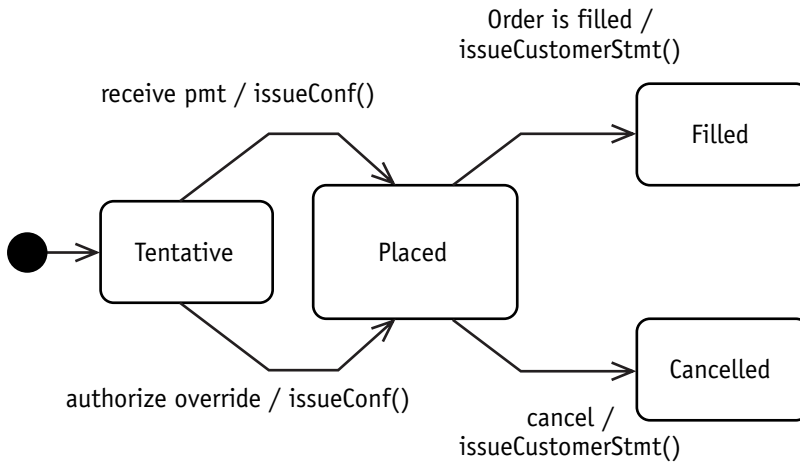 Order is filled /
issueCustomerStmt()
receive pmt / issueConf()
Filled
Tentative
Placed
Cancelled
authorize override / issueConf()
cancel /
issueCustomerStmt()